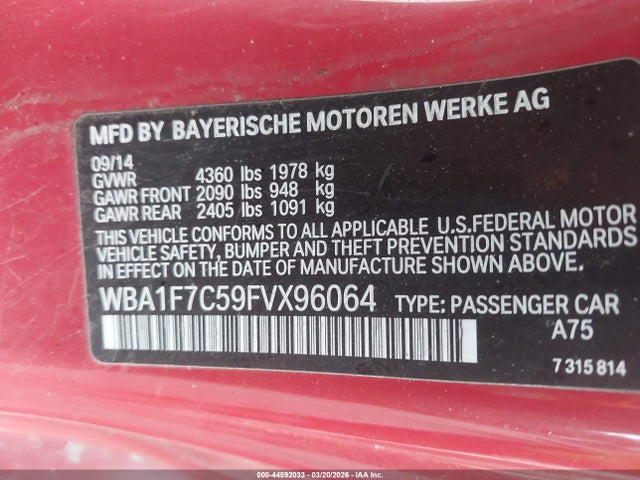 MFD BY BAYERISCHE MOTOREN WERKE AG
09/14
GVWR 4360 lbs 1978 kg
GAWR FRONT 2090 lbs 948 kg
GAWR REAR 2405 lbs 1091 kg
THIS VEHICLE CONFORMS TO ALL APPLICABLE U.S.FEDERAL MOTOR
VEHICLE SAFETY, BUMPER AND THEFT PREVENTION STANDARDS
IN EFFECT ON THE DATE OF MANUFACTURE SHOWN ABOVE.
WBA1F7C59FVX96064 TYPE: PASSENGER CAR
A75
7 315 814
000-44592033 - 03/20/2026 - IAA Inc.